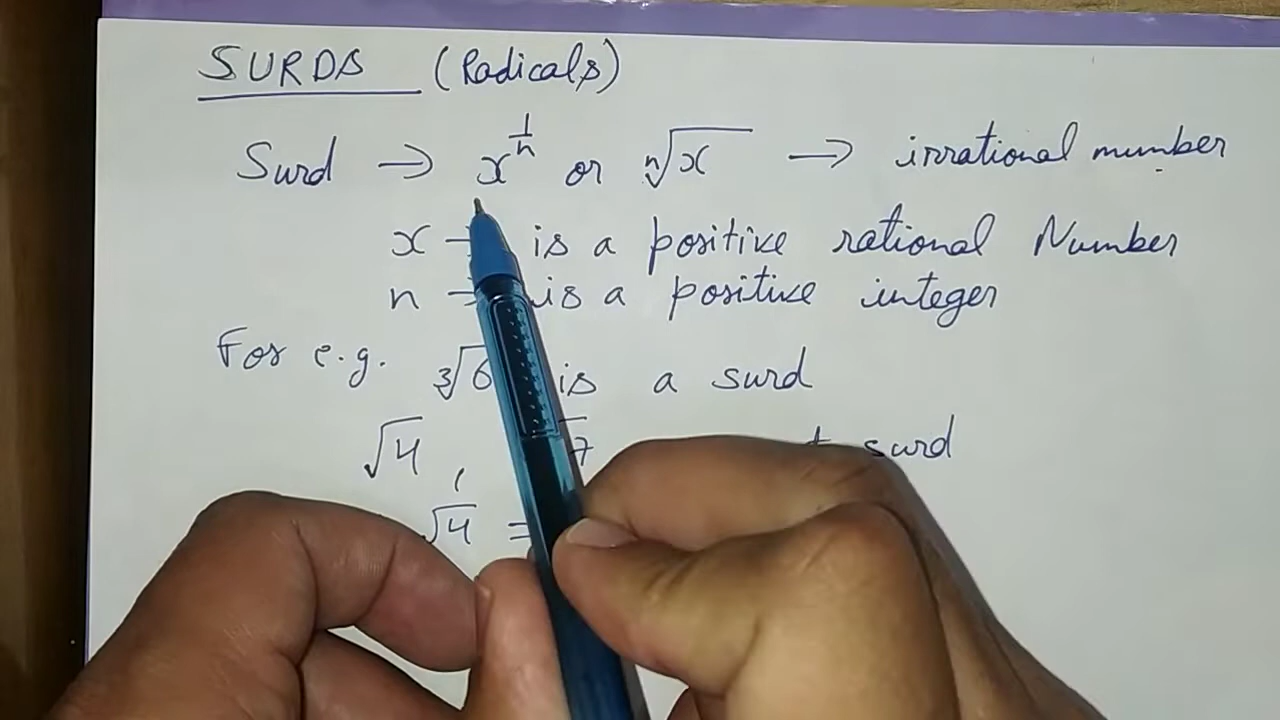 SURDS (Radicals)
Surd → x^{1/n} or ⁿ√x → irrational number
x → is a positive rational Number
n → is a positive integer
For e.g. ³√6 is a surd
√4 , 7 surd
√4 =